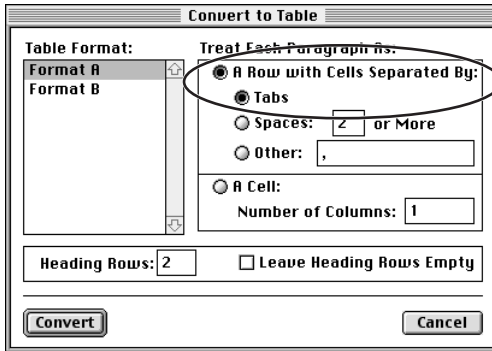 Convert to Table
Table Format:
Format A
Format B
Treat Each Paragraph As:
A Row with Cells Separated By:
Tabs
Spaces: 2 or More
Other: ,
A Cell:
Number of Columns: 1
Heading Rows: 2
Leave Heading Rows Empty
Convert
Cancel